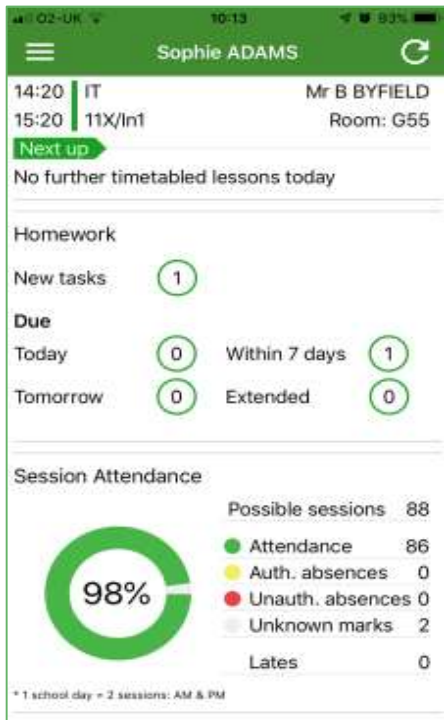 O2-UK 10:13 93%
Sophie ADAMS
14:20 IT Mr B BYFIELD
15:20 11X/In1 Room: G55
Next up
No further timetabled lessons today
Homework
New tasks 1
Due
Today 0 Within 7 days 1
Tomorrow 0 Extended 0
Session Attendance
Possible sessions 88
Attendance 86
Auth. absences 0
98%
Unauth. absences 0
Unknown marks 2
Lates 0
* 1 school day = 2 sessions: AM & PM